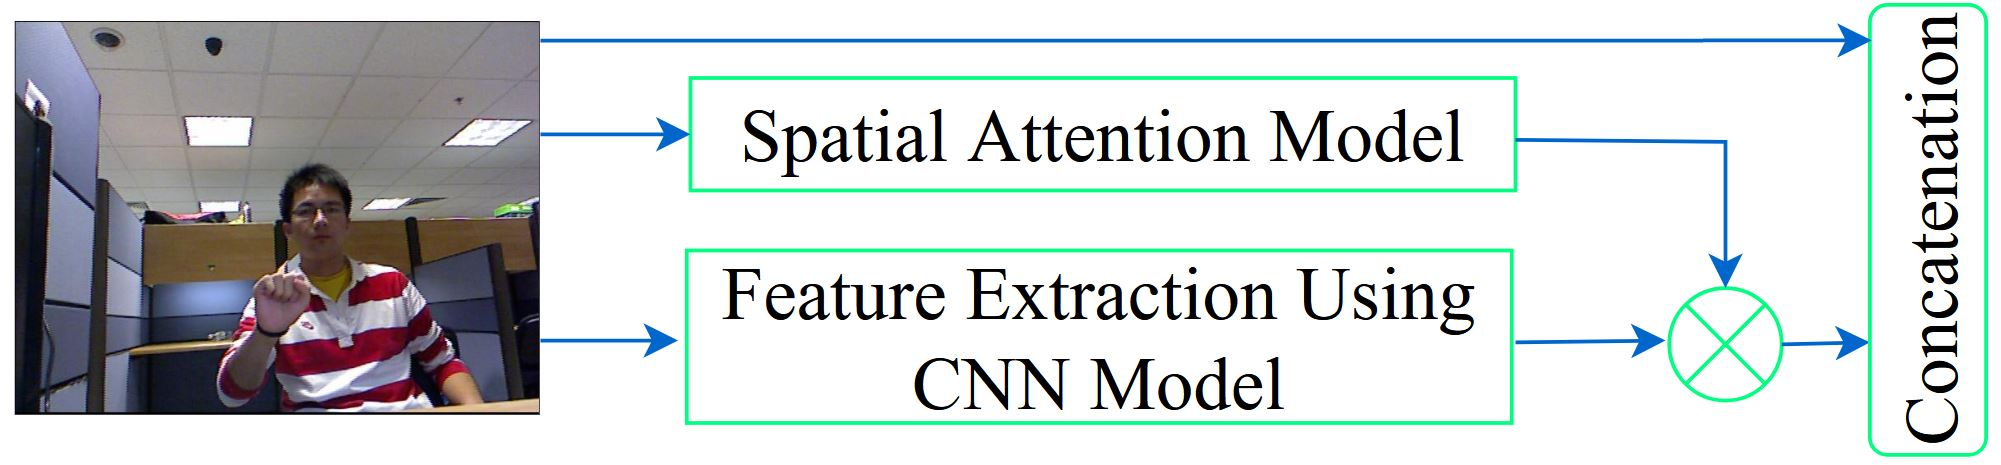 Spatial Attention Model
Feature Extraction Using
CNN Model
Concatenation